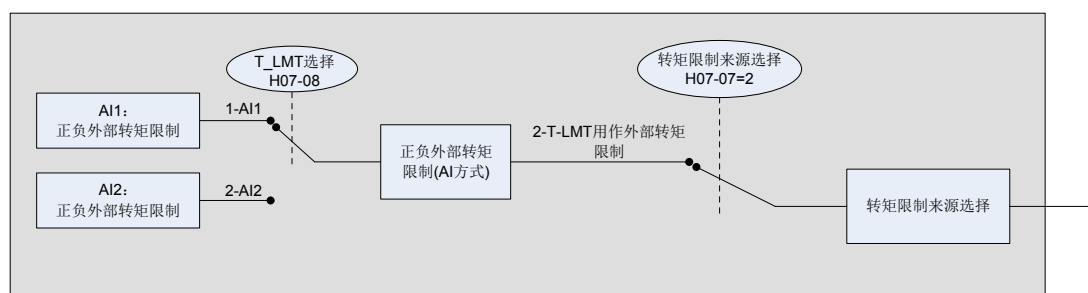 T_LMT选择
H07-08
转矩限制来源选择
H07-07=2
AI1：
正负外部转矩限制
1-AI1
正负外部转矩
限制(AI方式)
2-T-LMT用作外部转矩
限制
AI2：
正负外部转矩限制
2-AI2
转矩限制来源选择